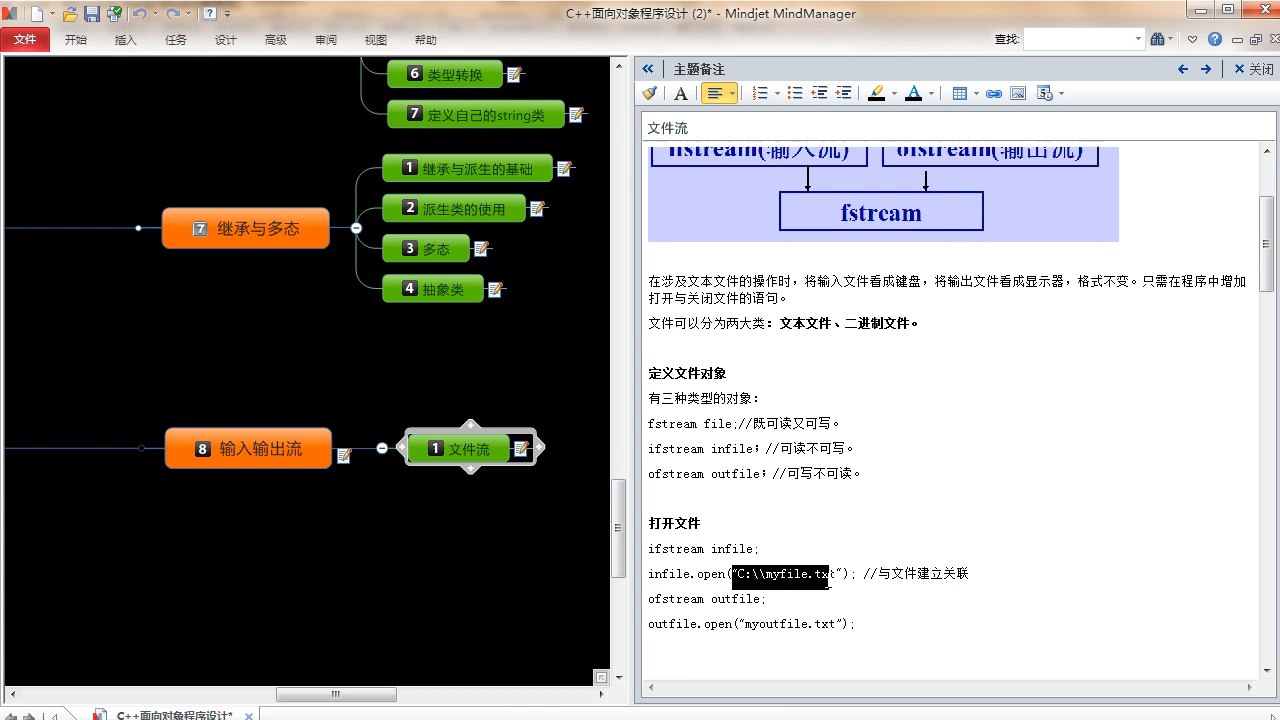 C++面向对象程序设计 (2)* - Mindjet MindManager
文件 开始 插入 任务 设计 高级 审阅 视图 帮助 查找:
主题备注 关闭
文件流
6 类型转换
7 定义自己的string类
7 继承与多态
1 继承与派生的基础
2 派生类的使用
3 多态
4 抽象类
8 输入输出流
1 文件流
ifstream(输入流) ofstream(输出流)
fstream
在涉及文本文件的操作时，将输入文件看成键盘，将输出文件看成显示器，格式不变。只需在程序中增加
打开与关闭文件的语句。
文件可以分为两大类：文本文件、二进制文件。
定义文件对象
有三种类型的对象：
fstream file;//既可读又可写。
ifstream infile；//可读不可写。
ofstream outfile；//可写不可读。
打开文件
ifstream infile;
infile.open("C:\\myfile.txt"); //与文件建立关联
ofstream outfile;
outfile.open("myoutfile.txt");
C++面向对象程序设计*